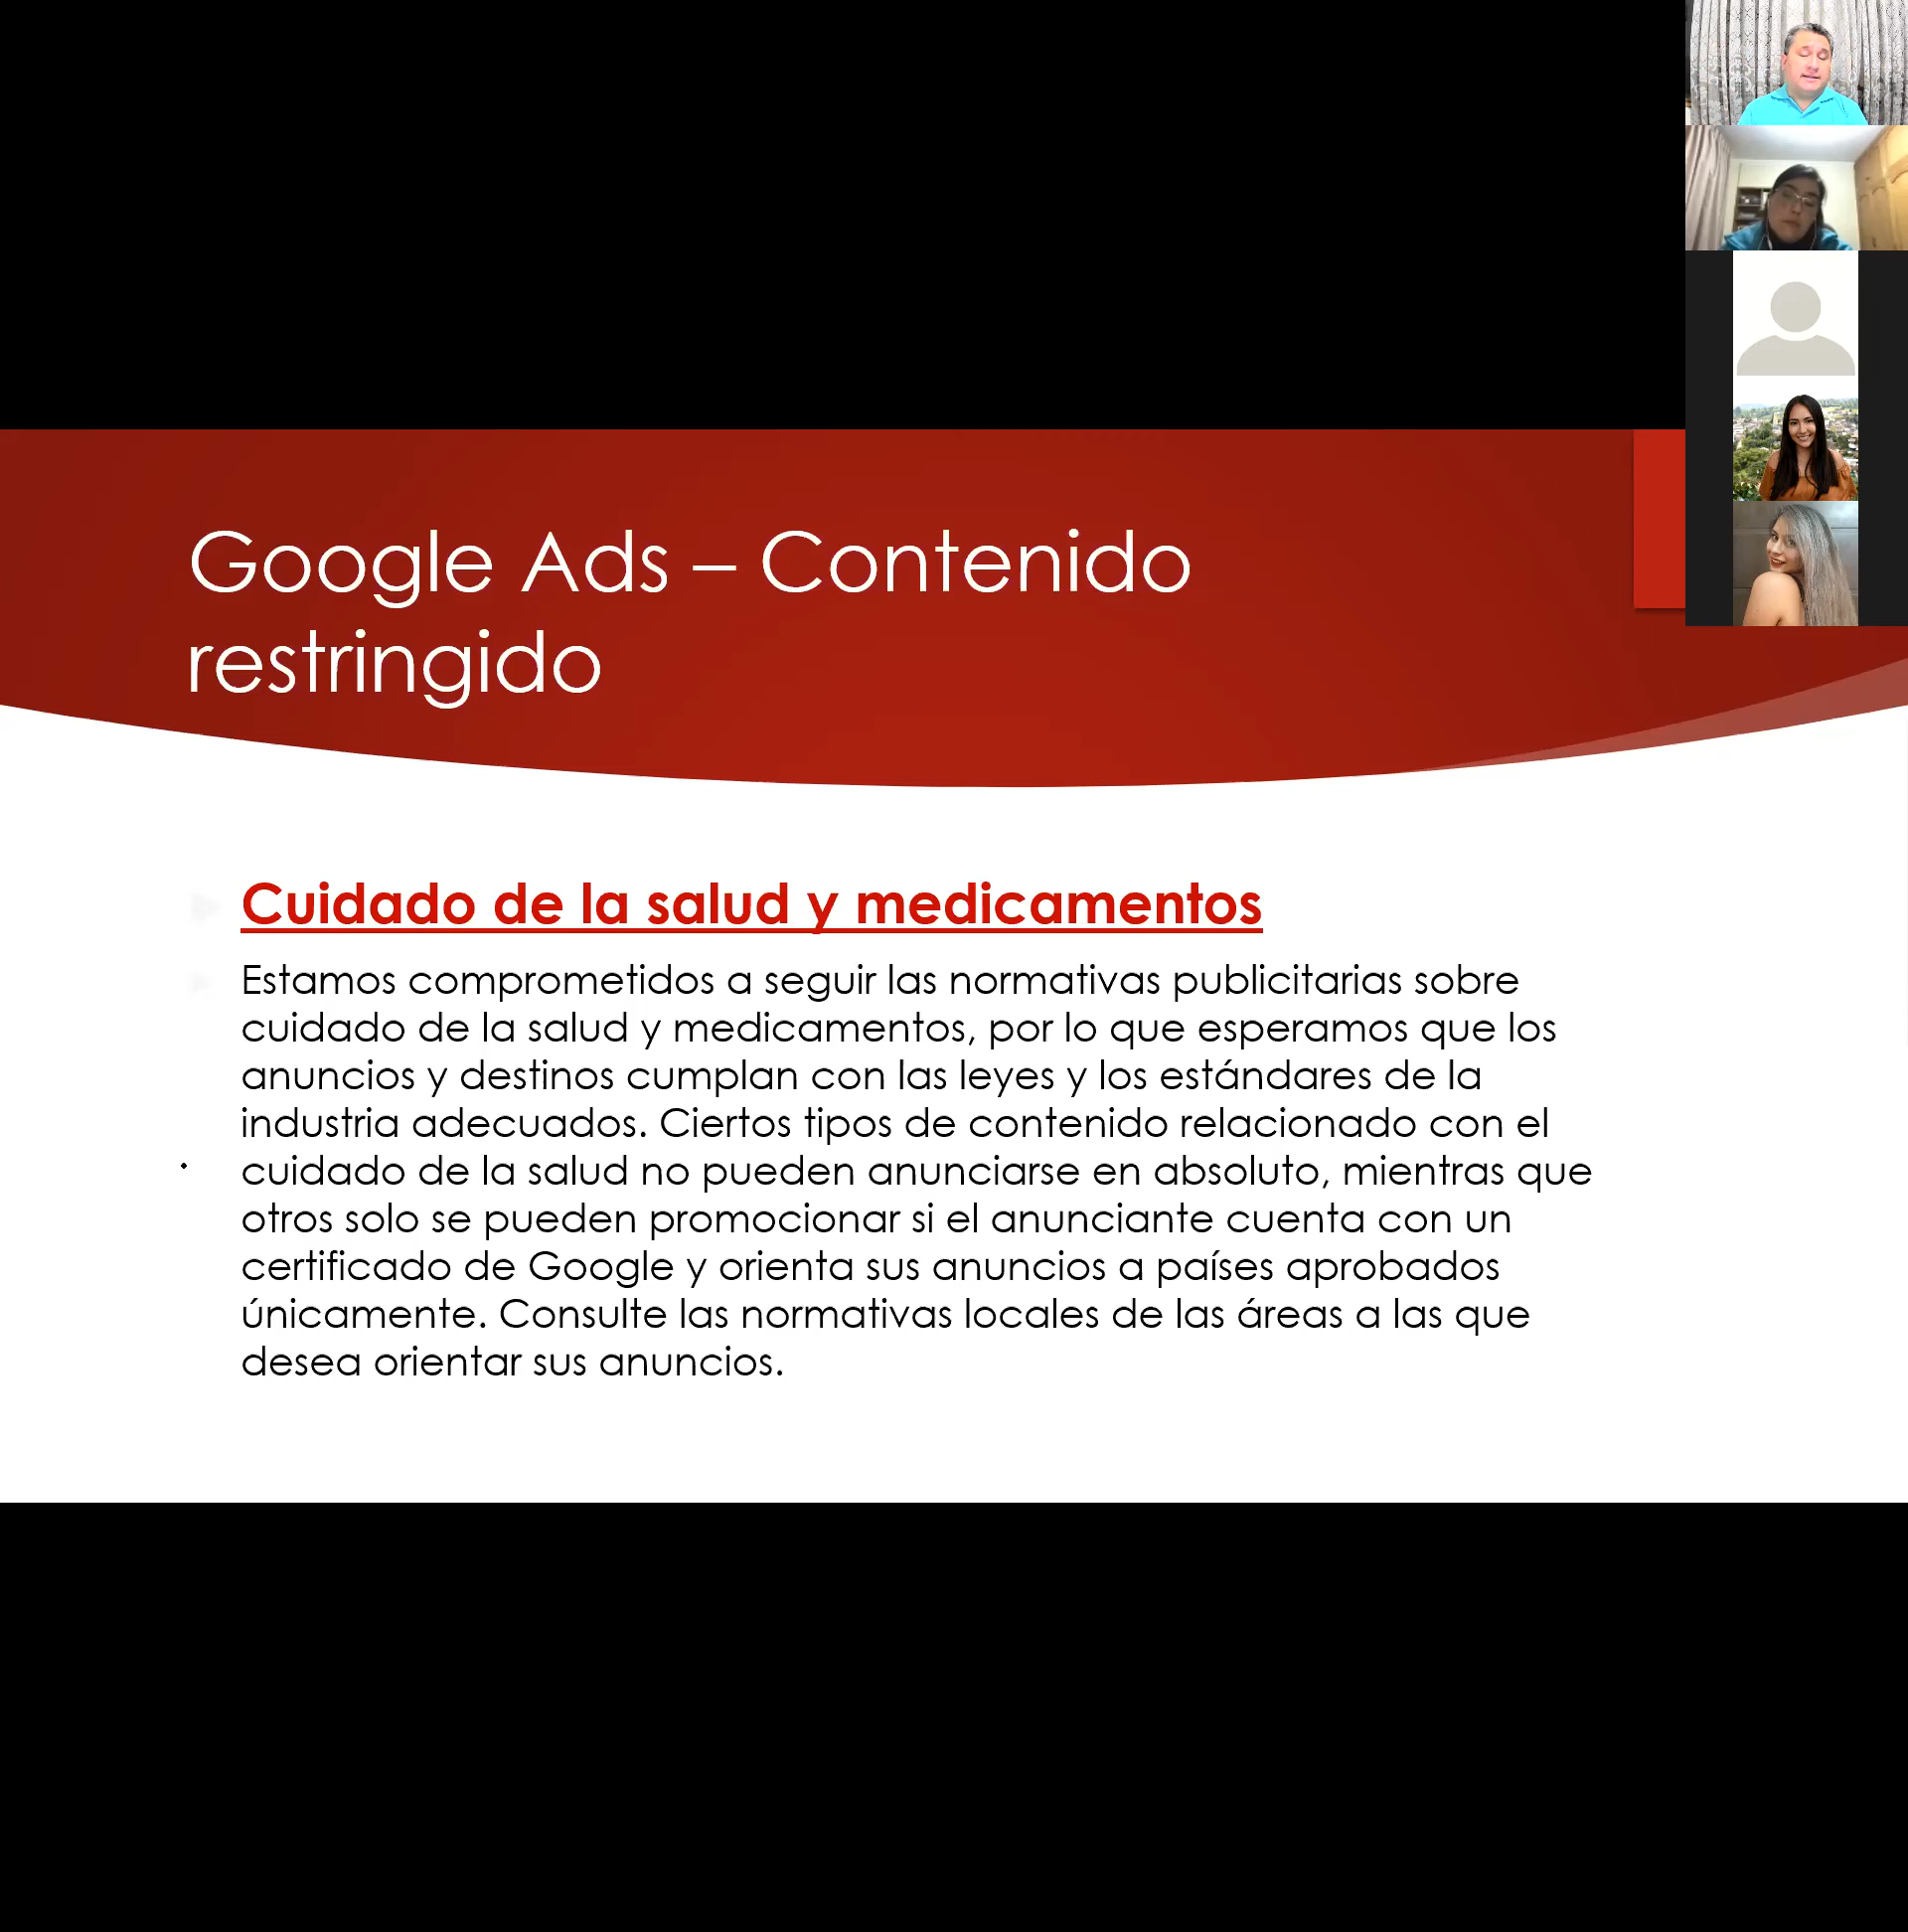 Google Ads – Contenido
restringido
Cuidado de la salud y medicamentos
Estamos comprometidos a seguir las normativas publicitarias sobre
cuidado de la salud y medicamentos, por lo que esperamos que los
anuncios y destinos cumplan con las leyes y los estándares de la
industria adecuados. Ciertos tipos de contenido relacionado con el
cuidado de la salud no pueden anunciarse en absoluto, mientras que
otros solo se pueden promocionar si el anunciante cuenta con un
certificado de Google y orienta sus anuncios a países aprobados
únicamente. Consulte las normativas locales de las áreas a las que
desea orientar sus anuncios.